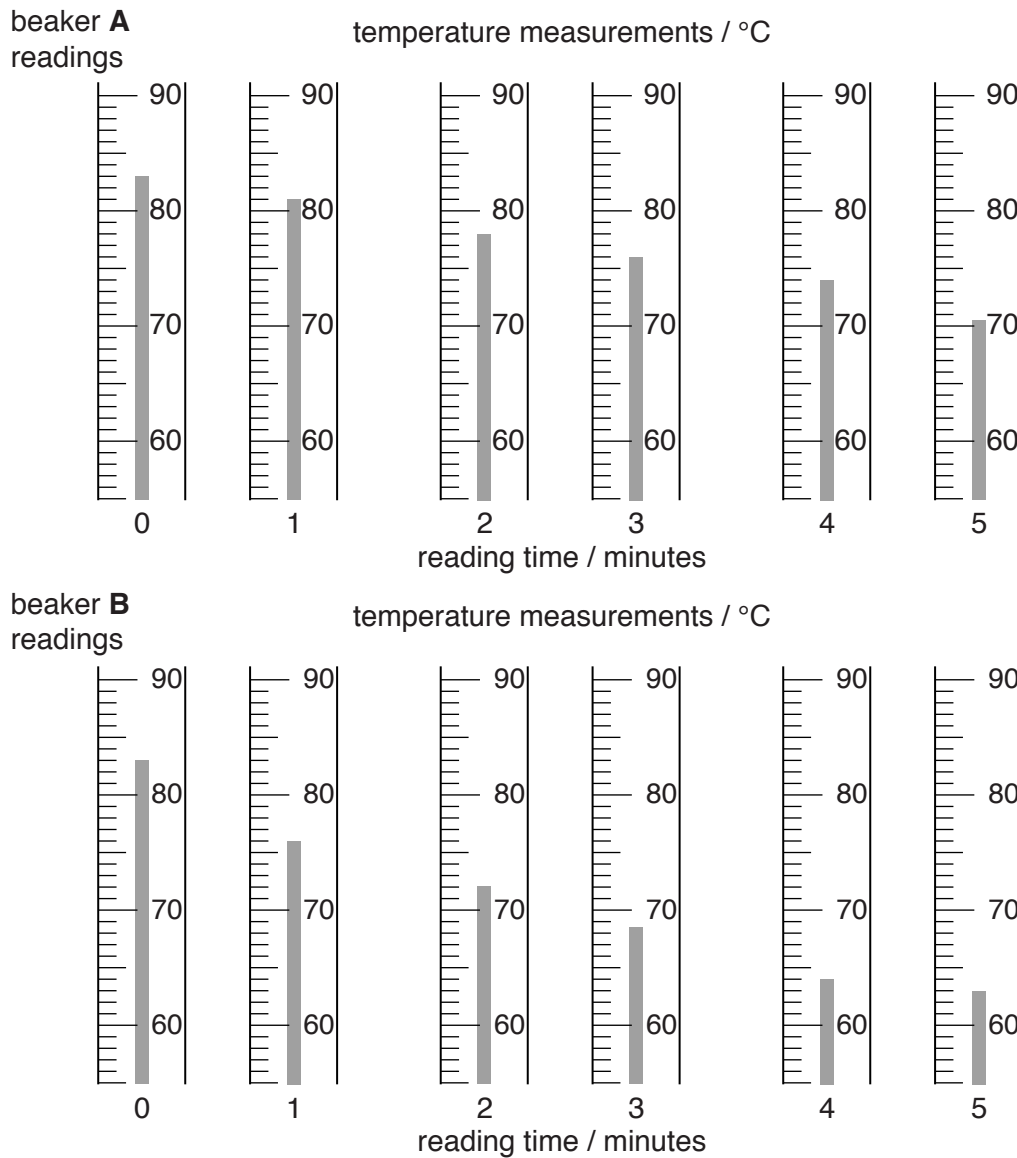 beaker A
readings
temperature measurements / °C
90 90 90 90 90 90
80 80 80 80 80 80
70 70 70 70 70 70
60 60 60 60 60 60
0 1 2 3 4 5
reading time / minutes
beaker B
readings
temperature measurements / °C
90 90 90 90 90 90
80 80 80 80 80 80
70 70 70 70 70 70
60 60 60 60 60 60
0 1 2 3 4 5
reading time / minutes